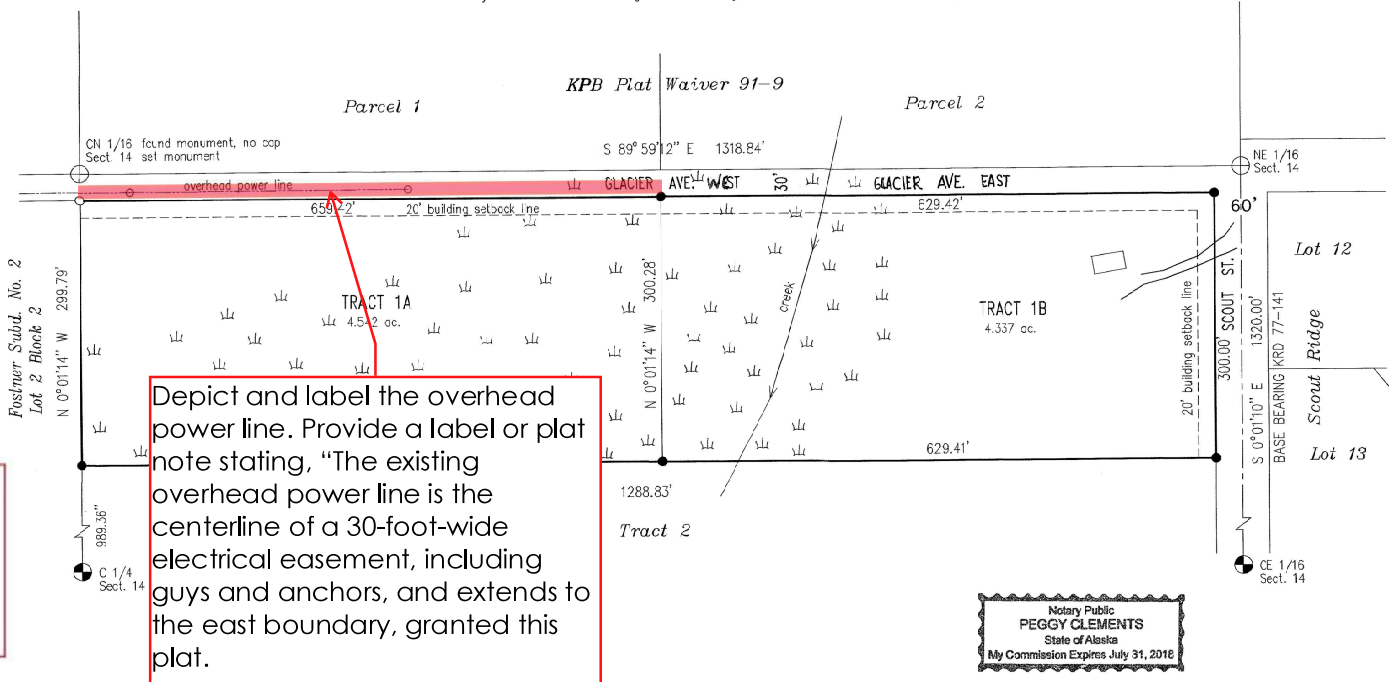 KPB Plat Waiver 91-9
Parcel 1
Parcel 2
CN 1/16 found monument, no cap
Sect. 14 set monument
S 89°59'12" E 1318.84'
NE 1/16
Sect. 14
overhead power line
GLACIER AVE. WEST 30' GLACIER AVE. EAST
659.42' 20' building setback line
629.42'
60'
Lot 12
Fostner Subd. No. 2
Lot 2 Block 2
N 0°01'14" W 299.79'
TRACT 1A
4.542 ac.
N 0°01'14" W 300.28'
creek
TRACT 1B
4.337 ac.
20' building setback line
300.00' SCOUT ST.
S 0°01'10" E 1320.00'
BASE BEARING KRD 77-141
Scout Ridge
Lot 13
Depict and label the overhead
power line. Provide a label or plat
note stating, “The existing
overhead power line is the
centerline of a 30-foot-wide
electrical easement, including
guys and anchors, and extends to
the east boundary, granted this
plat.
629.41'
1288.83'
Tract 2
989.36"
C 1/4
Sect. 14
CE 1/16
Sect. 14
Notary Public
PEGGY CLEMENTS
State of Alaska
My Commission Expires July 31, 2018